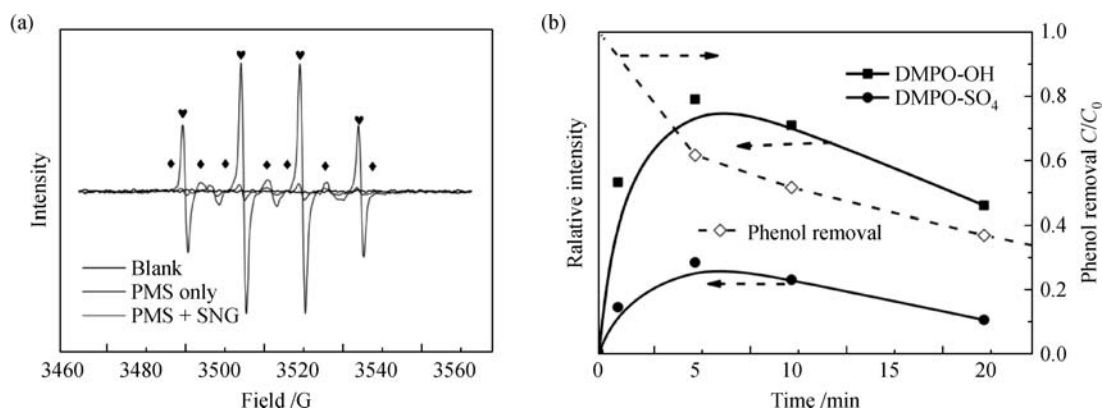 (a)
Intensity
Blank
PMS only
PMS + SNG
3460 3480 3500 3520 3540 3560
Field /G
(b)
Ralative intensity
DMPO-OH
DMPO-SO4
Phenol removal
0 5 10 15 20
Time /min
1.0
0.8
0.6
0.4
0.2
0.0
Phenol removal C/C0